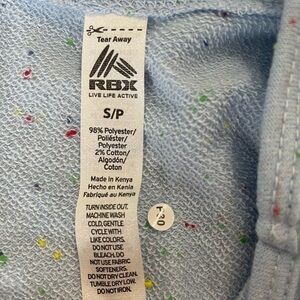 Tear Away
RBX
LIVE LIFE ACTIVE
S/P
98% Polyester/
Poliéster/
Polyester
2% Cotton/
Algodón/
Coton
Made in Kenya
Hecho en Kenia
Fabriqué au Kenya
TURN INSIDE OUT.
MACHINE WASH
COLD, GENTLE
CYCLE WITH
LIKE COLORS.
DO NOT USE
BLEACH. DO
NOT USE FABRIC
SOFTENERS.
DO NOT DRY CLEAN.
TUMBLE DRY LOW.
DO NOT IRON.